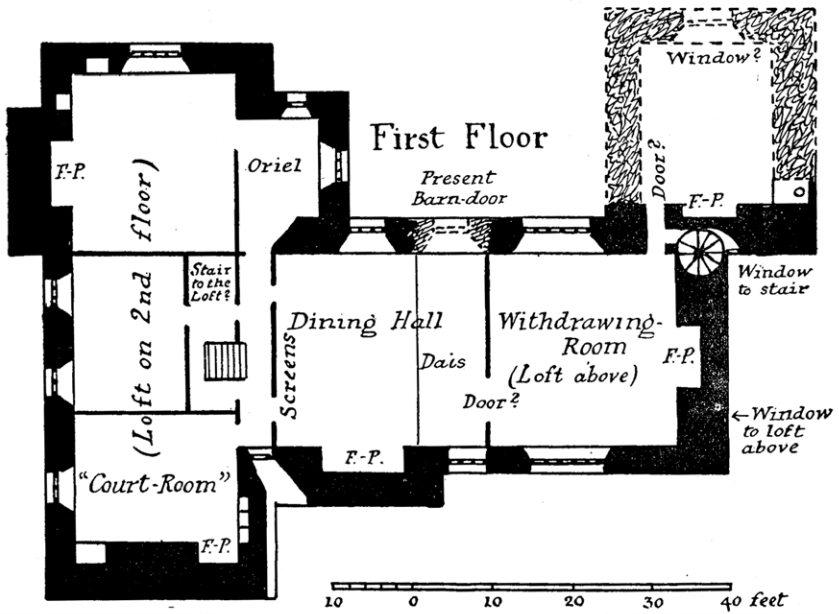 First Floor
Window?
F.-P.
Oriel
Present
Barn-door
Door?
F.-P.
(Loft on 2nd floor)
Stair
to the
Loft?
Window
to stair
Dining Hall
Withdrawing-
Room
(Loft above)
F.-P.
Dais
Screens
Door?
←Window
to loft
above
F.-P.
"Court-Room"
F.-P.
10 0 10 20 30 40 feet